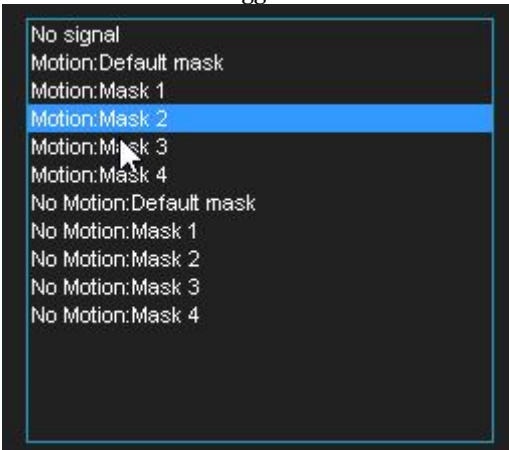 No signal
Motion:Default mask
Motion:Mask 1
Motion:Mask 2
Motion:Mask 3
Motion:Mask 4
No Motion:Default mask
No Motion:Mask 1
No Motion:Mask 2
No Motion:Mask 3
No Motion:Mask 4